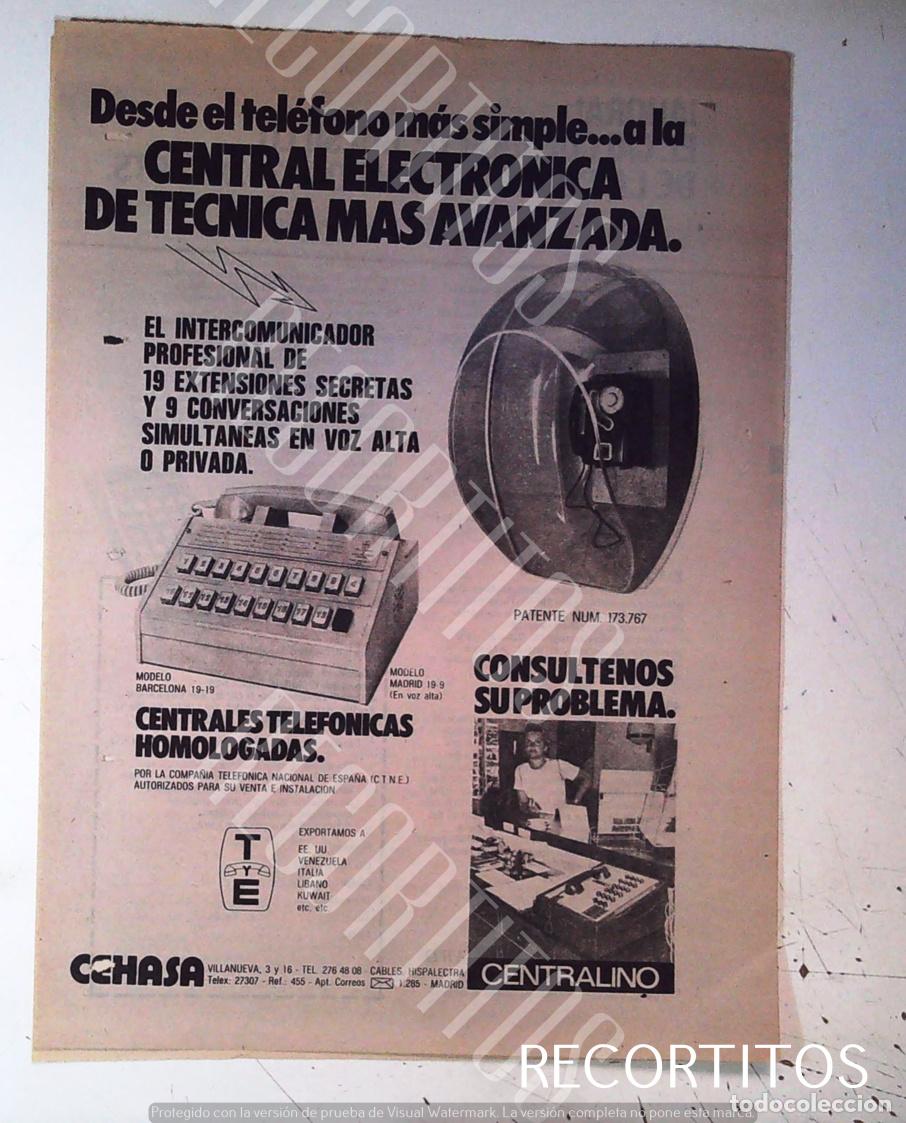 Desde el teléfono más simple...a la
CENTRAL ELECTRONICA
DE TECNICA MAS AVANZADA.
EL INTERCOMUNICADOR
PROFESIONAL DE
19 EXTENSIONES SECRETAS
Y 9 CONVERSACIONES
SIMULTANEAS EN VOZ ALTA
O PRIVADA.
PATENTE NUM. 173.767
MODELO
BARCELONA 19-19
MODELO
MADRID 19-9
(En voz alta)
CENTRALES TELEFONICAS
HOMOLOGADAS.
POR LA COMPAÑIA TELEFONICA NACIONAL DE ESPAÑA (C T N E)
AUTORIZADOS PARA SU VENTA E INSTALACION
CONSULTENOS
SU PROBLEMA.
T Y E
EXPORTAMOS A
EE. UU.
VENEZUELA
ITALIA
LIBANO
KUWAIT
etc. etc.
CEHASA
VILLANUEVA, 3 y 16 - TEL. 276 48 08 - CABLES. HISPALECTRA
Telex: 27307 - Ref.: 455 - Apt. Correos 1.285 - MADRID
CENTRALINO
RECORTITOS
RECORTITOS
RECORTITOS
RECORTITOS
todocoleccion
Protegido con la versión de prueba de Visual Watermark. La versión completa no pone esta marca.